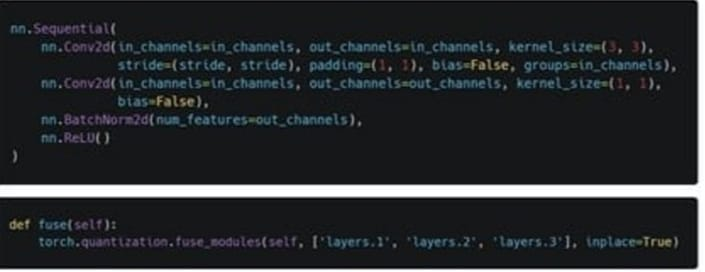 nn.Sequential(
    nn.Conv2d(in_channels=in_channels, out_channels=in_channels, kernel_size=(3, 3),
              stride=(stride, stride), padding=(1, 1), bias=False, groups=in_channels),
    nn.Conv2d(in_channels=in_channels, out_channels=out_channels, kernel_size=(1, 1),
              bias=False),
    nn.BatchNorm2d(num_features=out_channels),
    nn.ReLU()
)
def fuse(self):
    torch.quantization.fuse_modules(self, ['layers.1', 'layers.2', 'layers.3'], inplace=True)